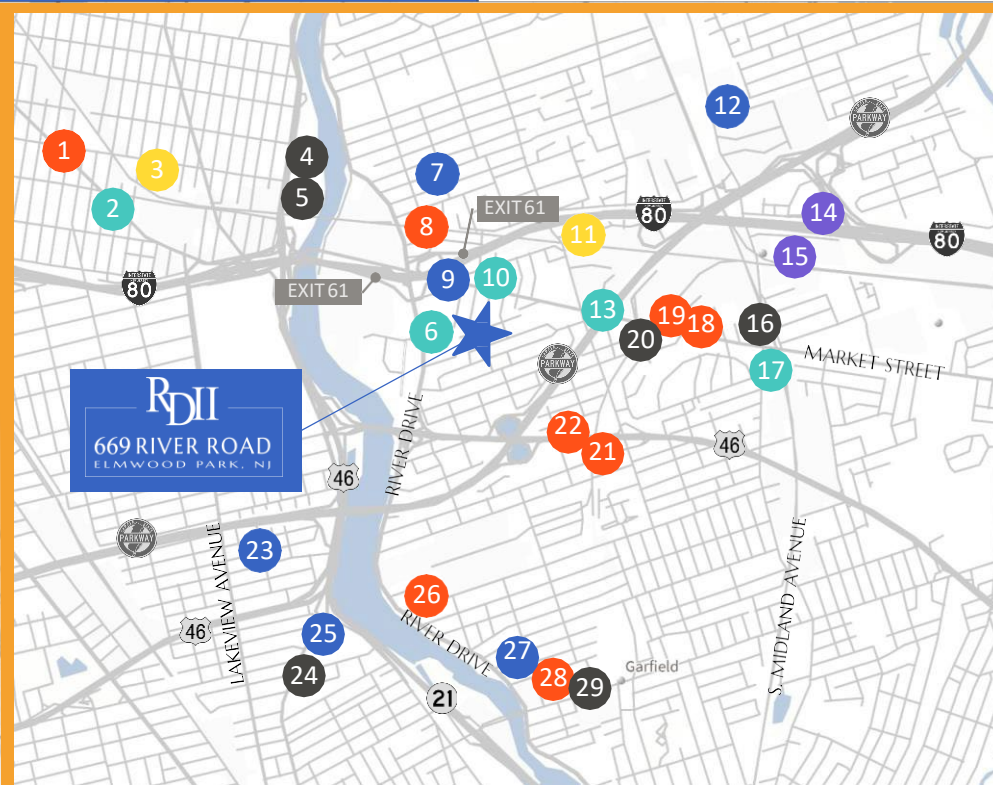 12
PARKWAY
1
3
4
7
5
2
EXIT 61
80
14
8
11
80
15
9
10
EXIT 61
80
13
19
18
16
20
6
MARKET STREET
PARKWAY
17
RDII
669 RIVER ROAD
ELMWOOD PARK, NJ
RIVER DRIVE
22
46
21
46
PARKWAY
23
LAKEVIEW AVENUE
S. MIDLAND AVENUE
26
46
25
RIVER DRIVE
27
Garfield
24
28
29
21